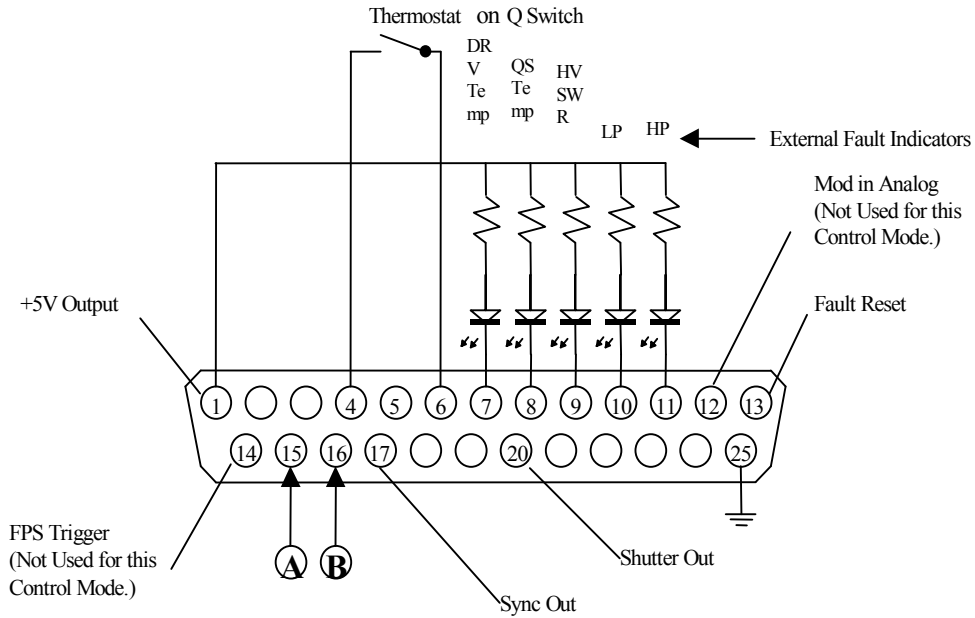 Thermostat on Q Switch
DR
V
Te
mp
QS
Te
mp
HV
SW
R
LP
HP
External Fault Indicators
Mod in Analog
(Not Used for this
Control Mode.)
+5V Output
Fault Reset
1 4 5 6 7 8 9 10 11 12 13
14 15 16 17 20 25
FPS Trigger
(Not Used for this
Control Mode.)
A B
Shutter Out
Sync Out